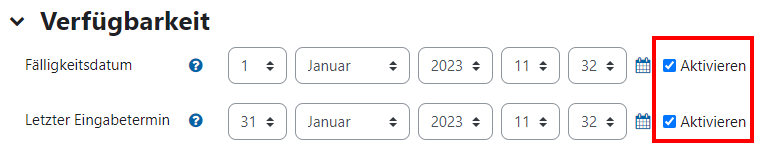 Verfügbarkeit
Fälligkeitsdatum ? 1 Januar 2023 11 32 Aktivieren
Letzter Eingabetermin ? 31 Januar 2023 11 32 Aktivieren